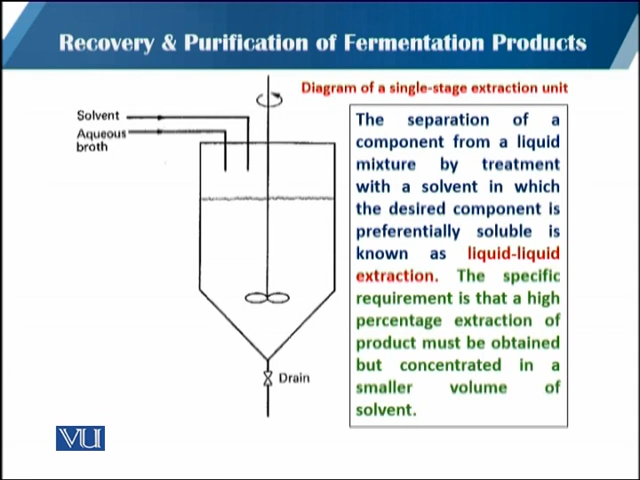 Recovery & Purification of Fermentation Products
Diagram of a single-stage extraction unit
Solvent
Aqueous
broth
Drain
The separation of a
component from a liquid
mixture by treatment
with a solvent in which
the desired component is
preferentially soluble is
known as liquid-liquid
extraction. The specific
requirement is that a high
percentage extraction of
product must be obtained
but concentrated in a
smaller volume of
solvent.
VU